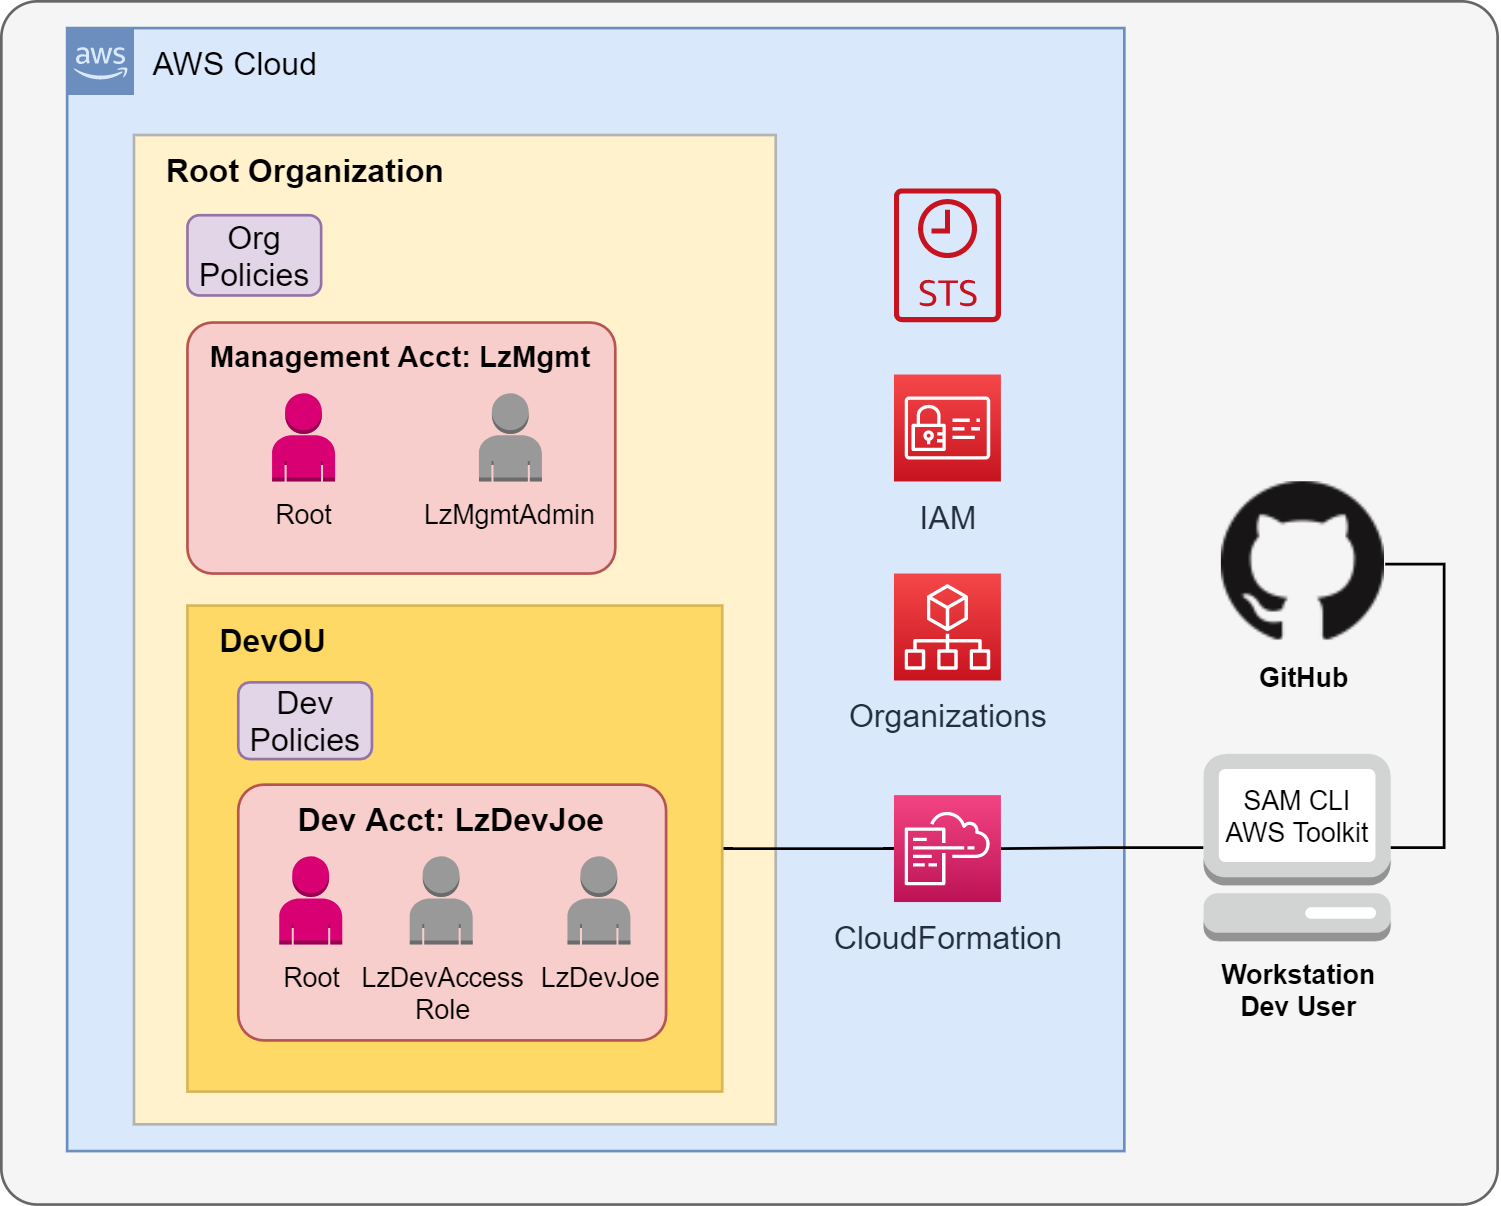 aws
AWS Cloud
Root Organization
Org
Policies
Management Acct: LzMgmt
Root
LzMgmtAdmin
DevOU
Dev
Policies
Dev Acct: LzDevJoe
Root
LzDevAccess
Role
LzDevJoe
STS
IAM
Organizations
CloudFormation
GitHub
SAM CLI
AWS Toolkit
Workstation
Dev User